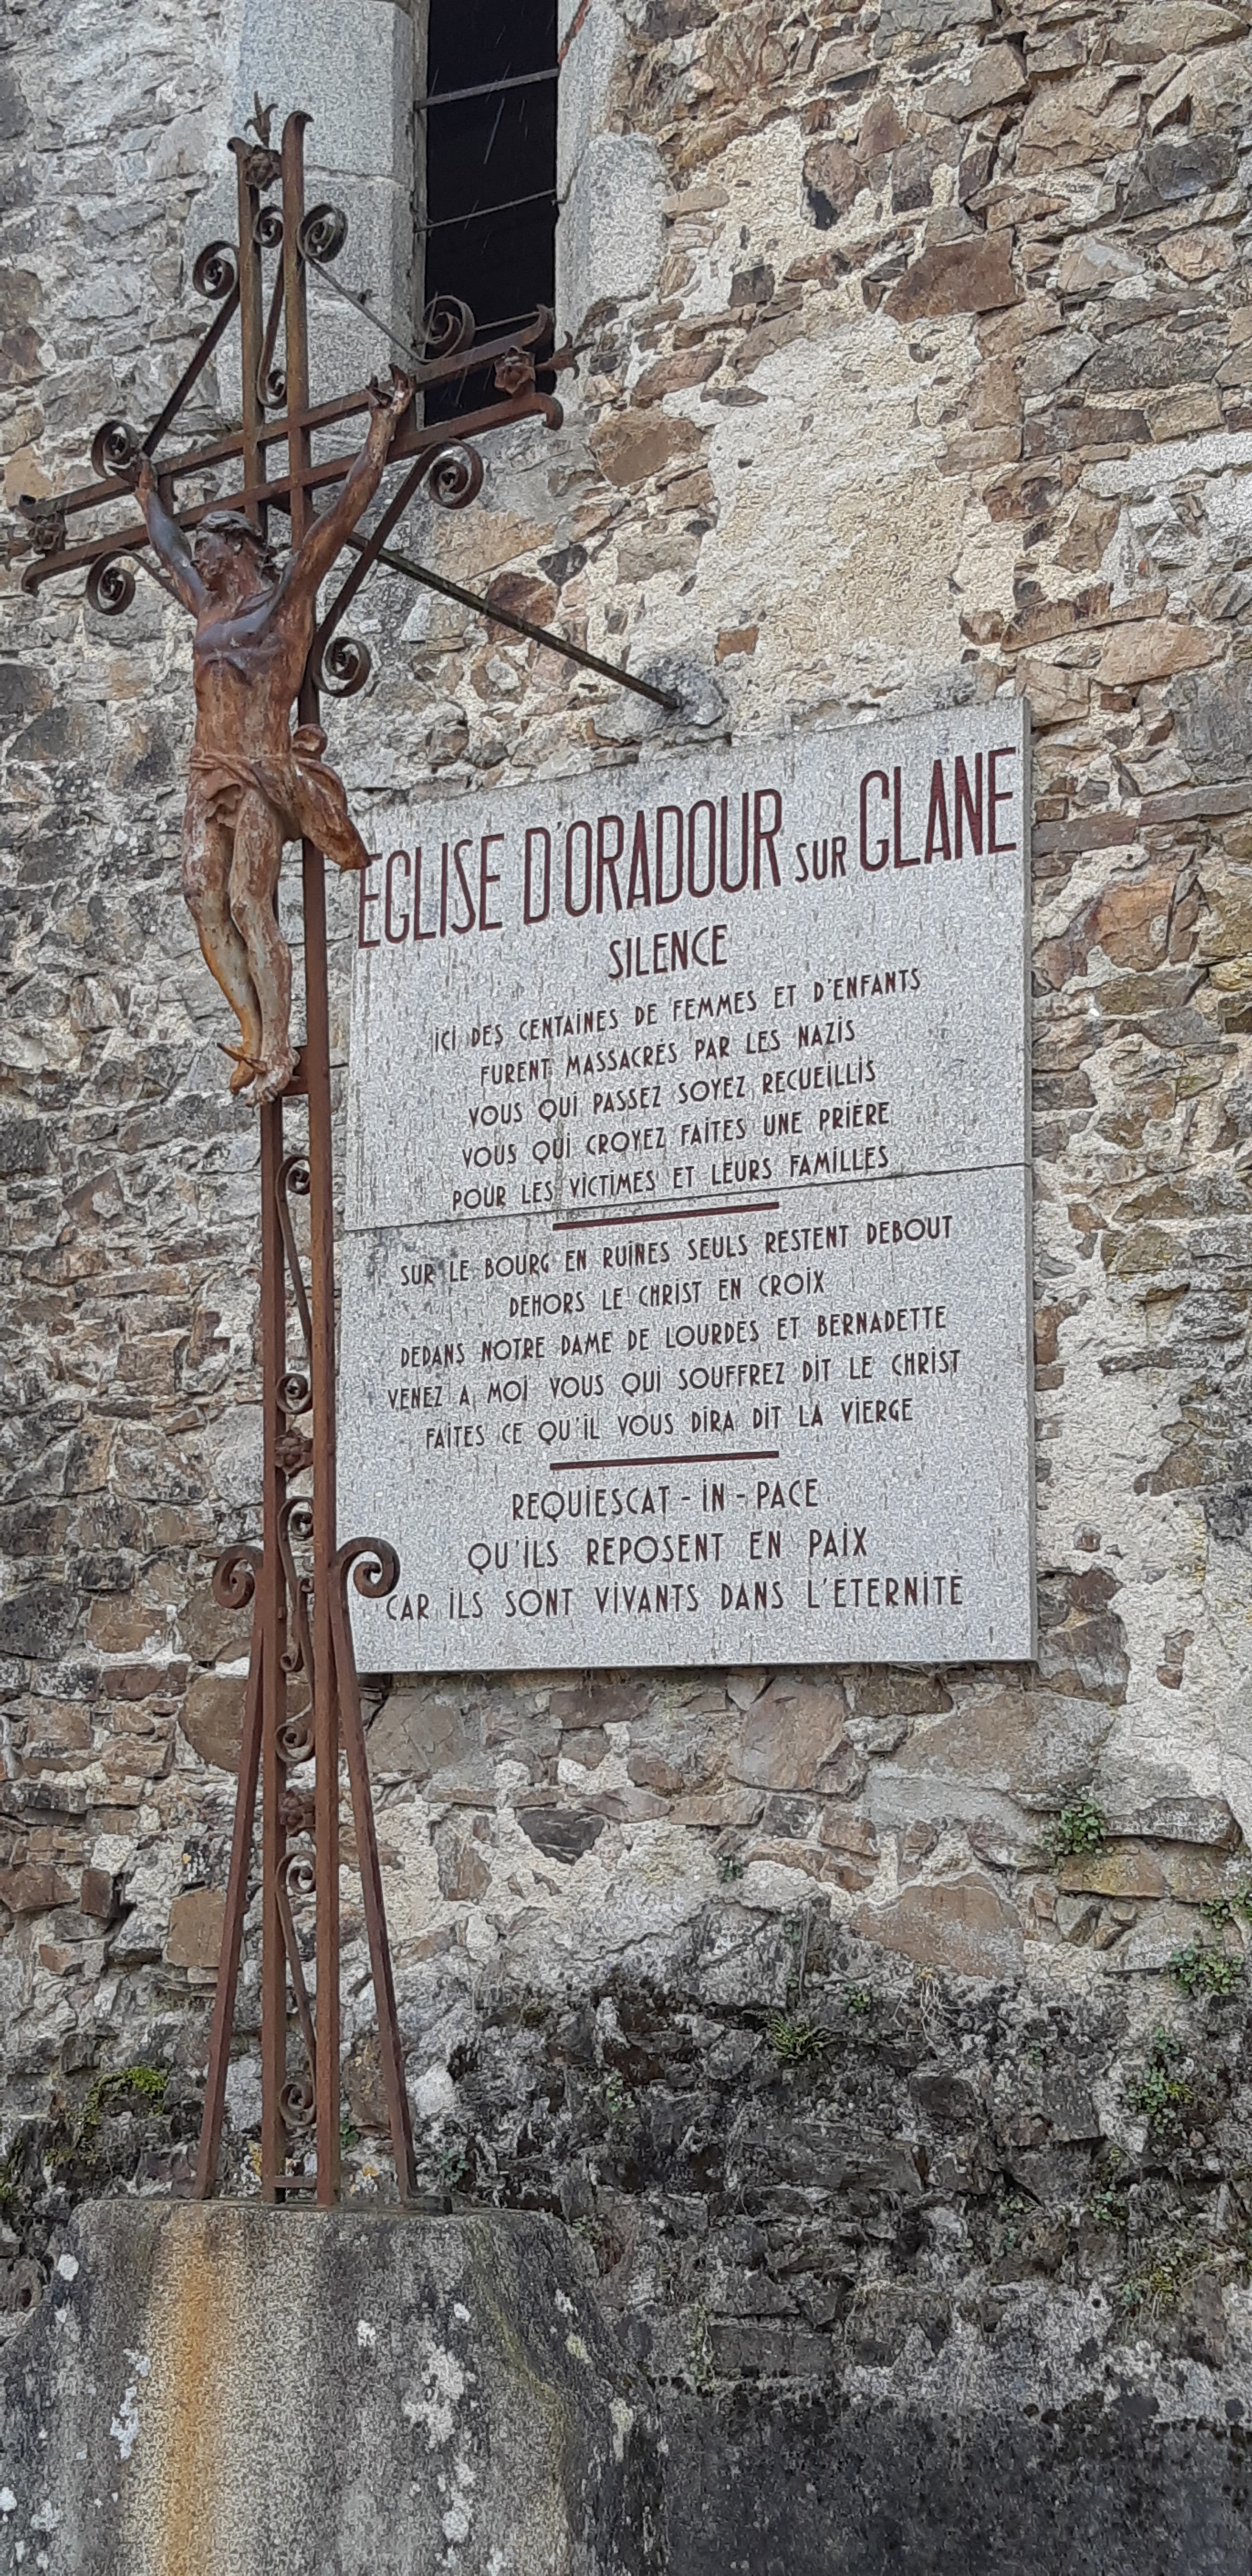 EGLISE D'ORADOUR SUR GLANE
SILENCE
ICI DES CENTAINES DE FEMMES ET D'ENFANTS
FURENT MASSACRÉS PAR LES NAZIS
VOUS QUI PASSEZ SOYEZ RECUEILLIS
VOUS QUI CROYEZ FAITES UNE PRIÈRE
POUR LES VICTIMES ET LEURS FAMILLES
SUR LE BOURG EN RUINES SEULS RESTENT DEBOUT
DEHORS LE CHRIST EN CROIX
DEDANS NOTRE DAME DE LOURDES ET BERNADETTE
VENEZ A MOI VOUS QUI SOUFFREZ DIT LE CHRIST
FAITES CE QU'IL VOUS DIRA DIT LA VIERGE
REQUIESCAT - IN - PACE
QU'ILS REPOSENT EN PAIX
CAR ILS SONT VIVANTS DANS L'ETERNITE